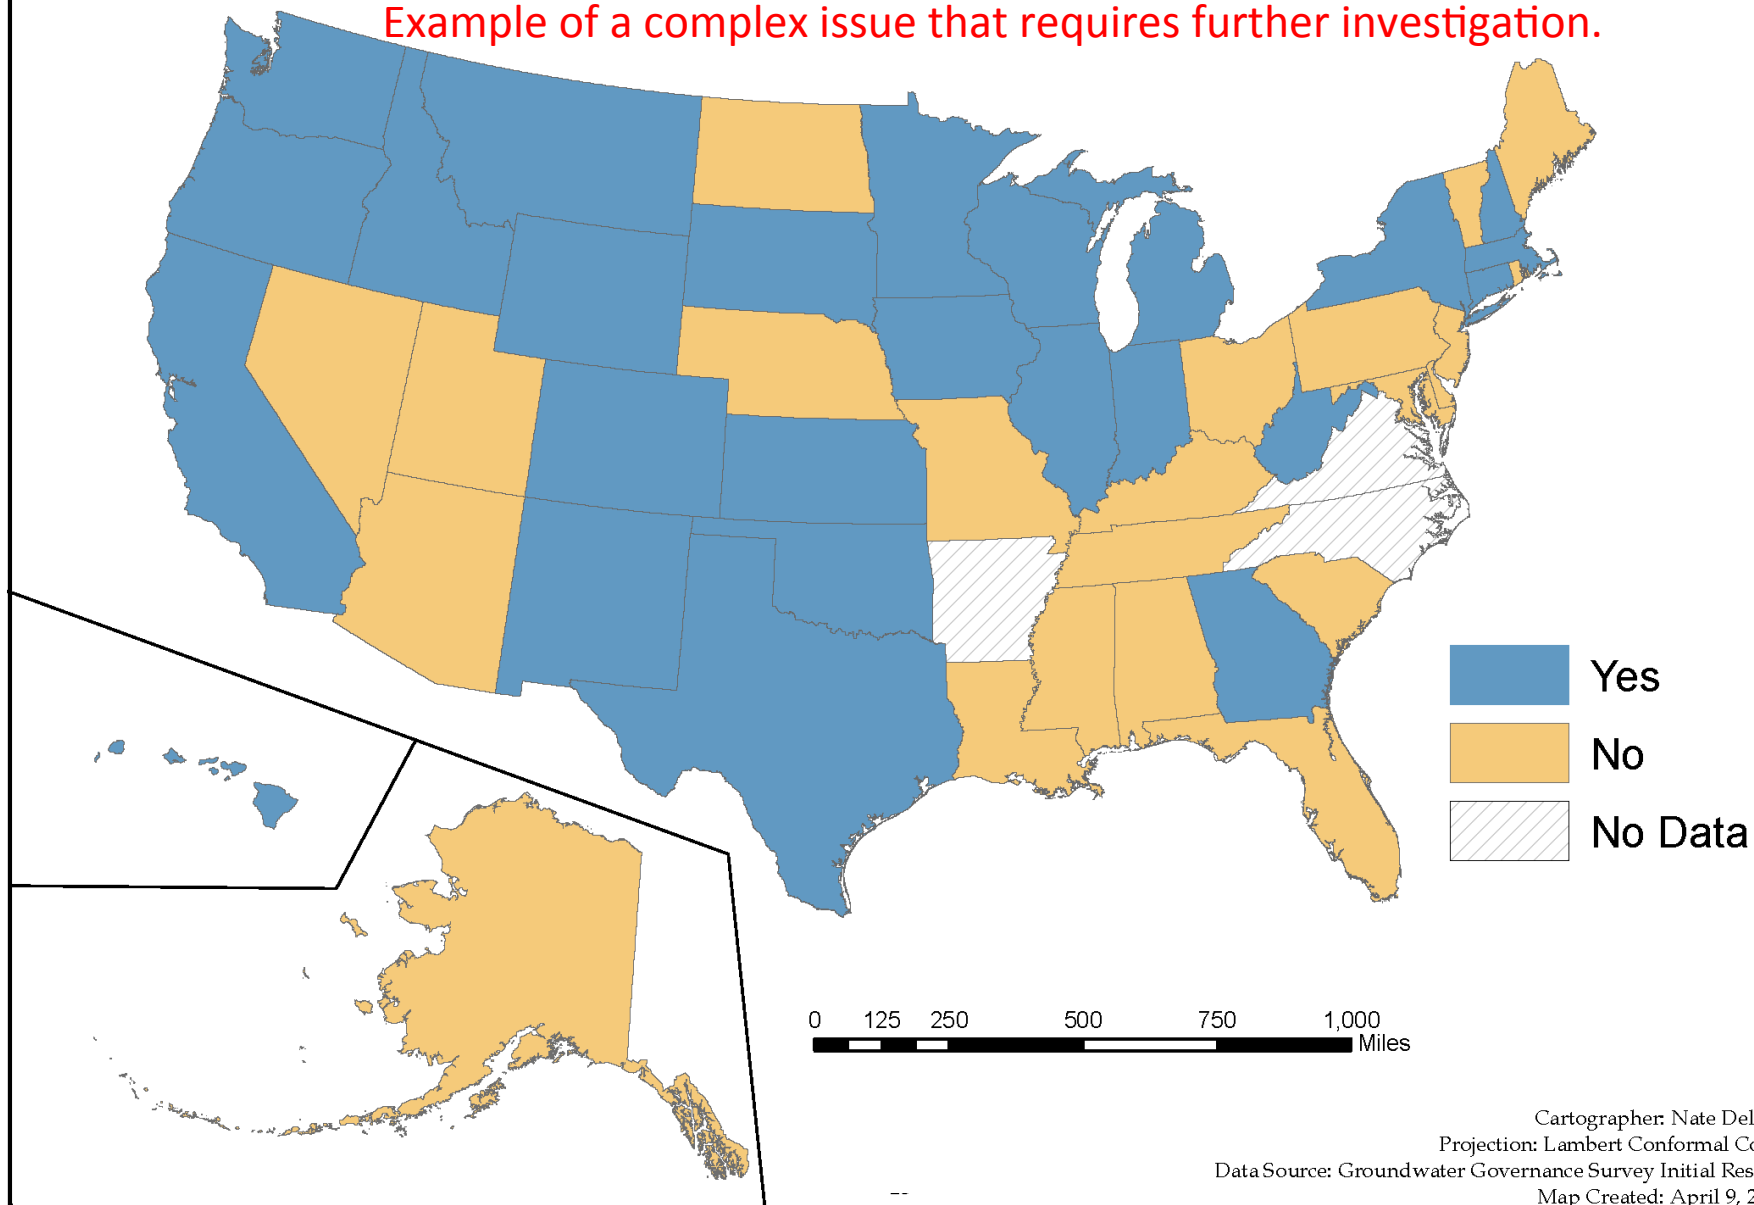 Example of a complex issue that requires further investigation.
Yes
No
No Data
0 125 250 500 750 1,000
Miles
Cartographer: Nate Del
Projection: Lambert Conformal Co
Data Source: Groundwater Governance Survey Initial Res
Map Created: April 9, 2